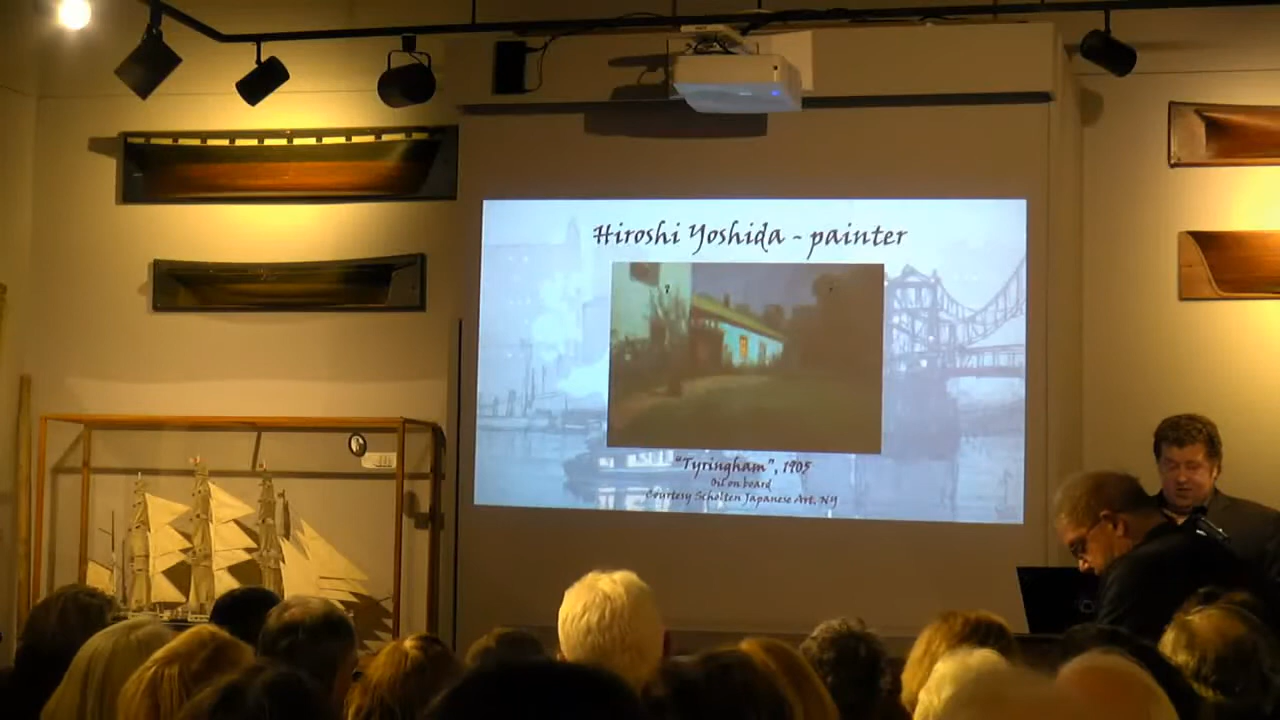 Hiroshi Yoshida - painter
"Tyringham", 1905
Oil on board
Courtesy Scholten Japanese Art, NY